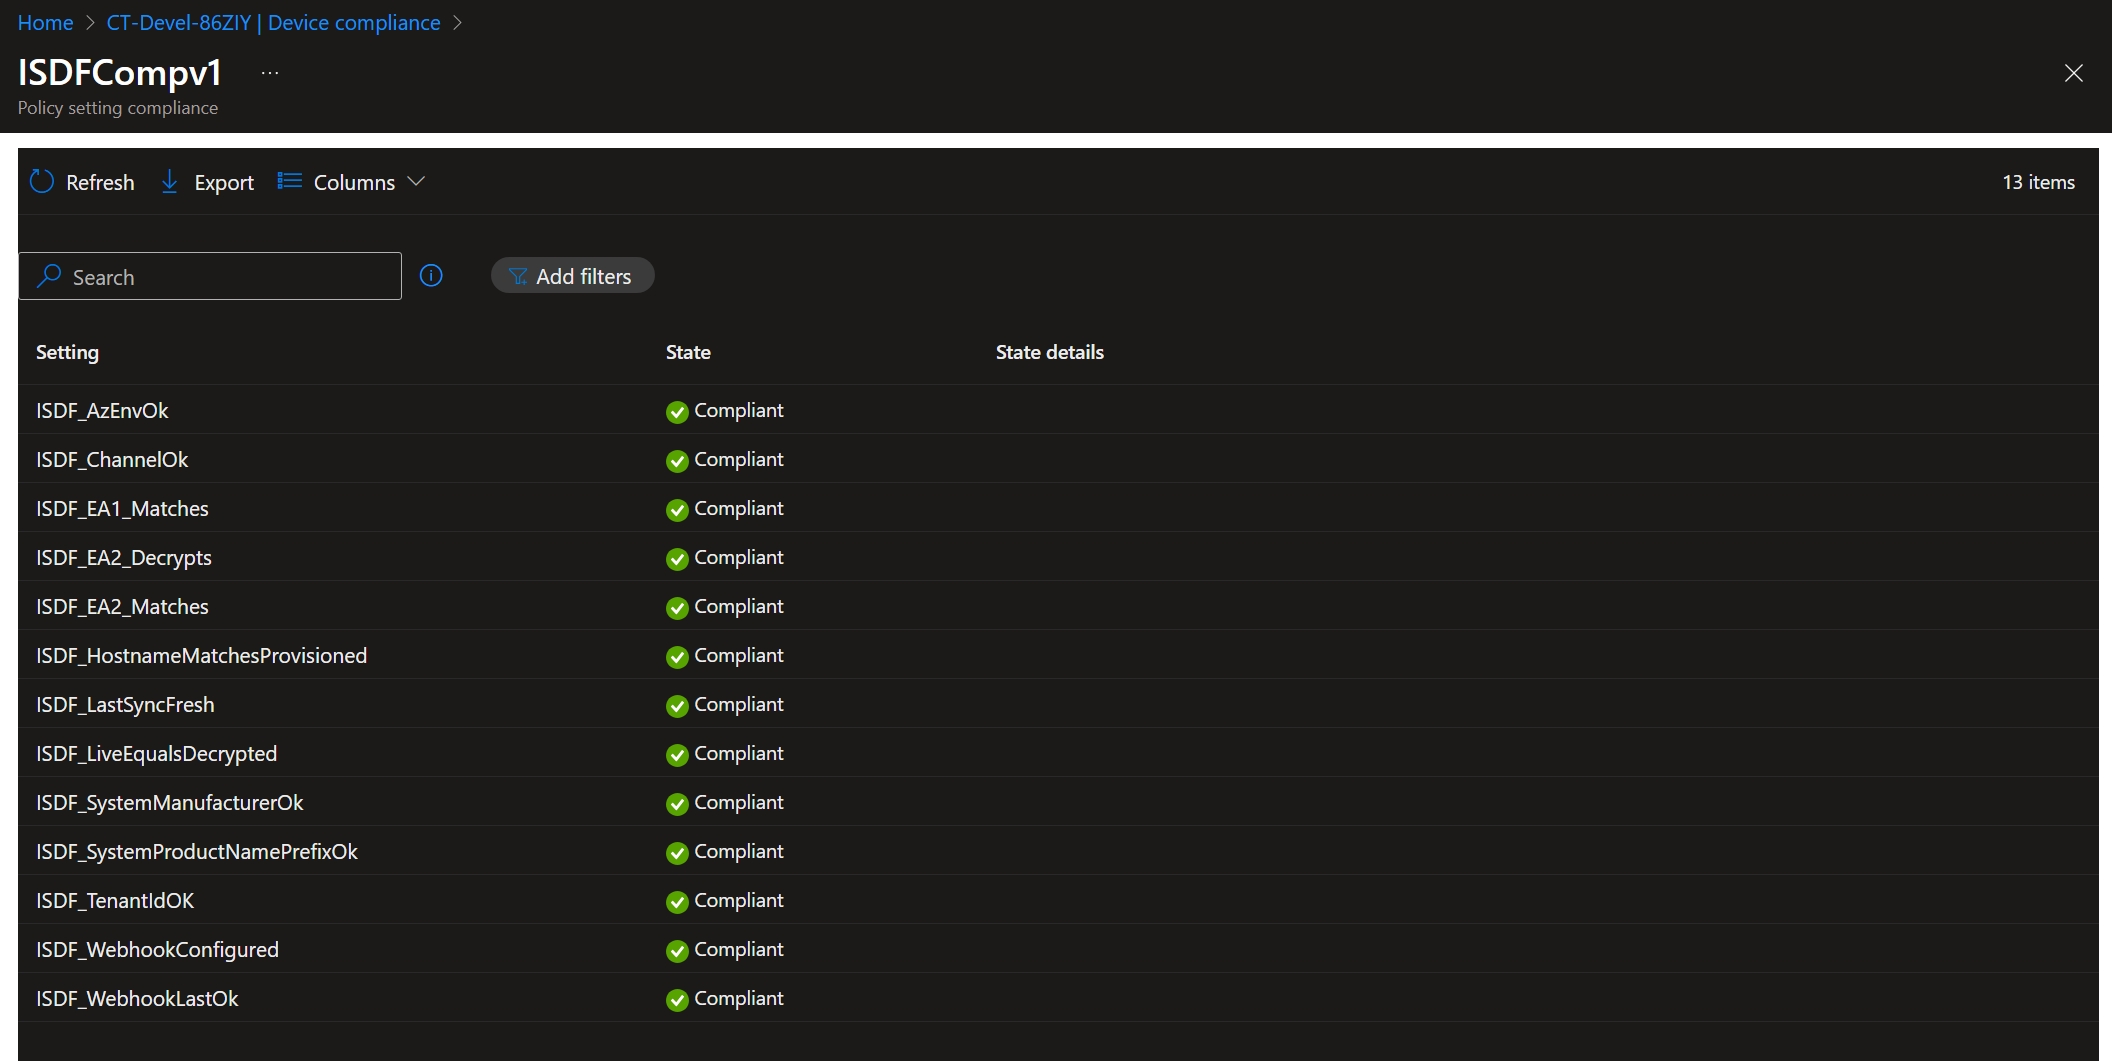 Home > CT-Devel-86ZIY | Device compliance >
ISDFCompv1 ...
Policy setting compliance
Refresh Export Columns 13 items
Search Add filters
Setting State State details
ISDF_AzEnvOk Compliant
ISDF_ChannelOk Compliant
ISDF_EA1_Matches Compliant
ISDF_EA2_Decrypts Compliant
ISDF_EA2_Matches Compliant
ISDF_HostnameMatchesProvisioned Compliant
ISDF_LastSyncFresh Compliant
ISDF_LiveEqualsDecrypted Compliant
ISDF_SystemManufacturerOk Compliant
ISDF_SystemProductNamePrefixOk Compliant
ISDF_TenantIdOK Compliant
ISDF_WebhookConfigured Compliant
ISDF_WebhookLastOk Compliant